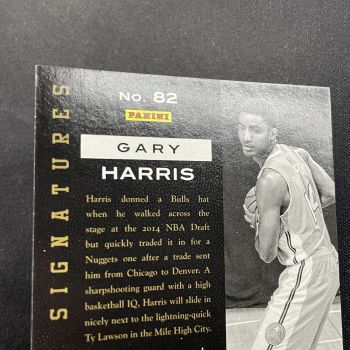 SIGNATURES
No. 82
PANINI
GARY
HARRIS
Harris donned a Bulls hat
when he walked across the
stage at the 2014 NBA Draft
but quickly traded it in for a
Nuggets one after a trade sent
him from Chicago to Denver. A
sharpshooting guard with a high
basketball IQ, Harris will slide in
nicely next to the lightning-quick
Ty Lawson in the Mile High City.